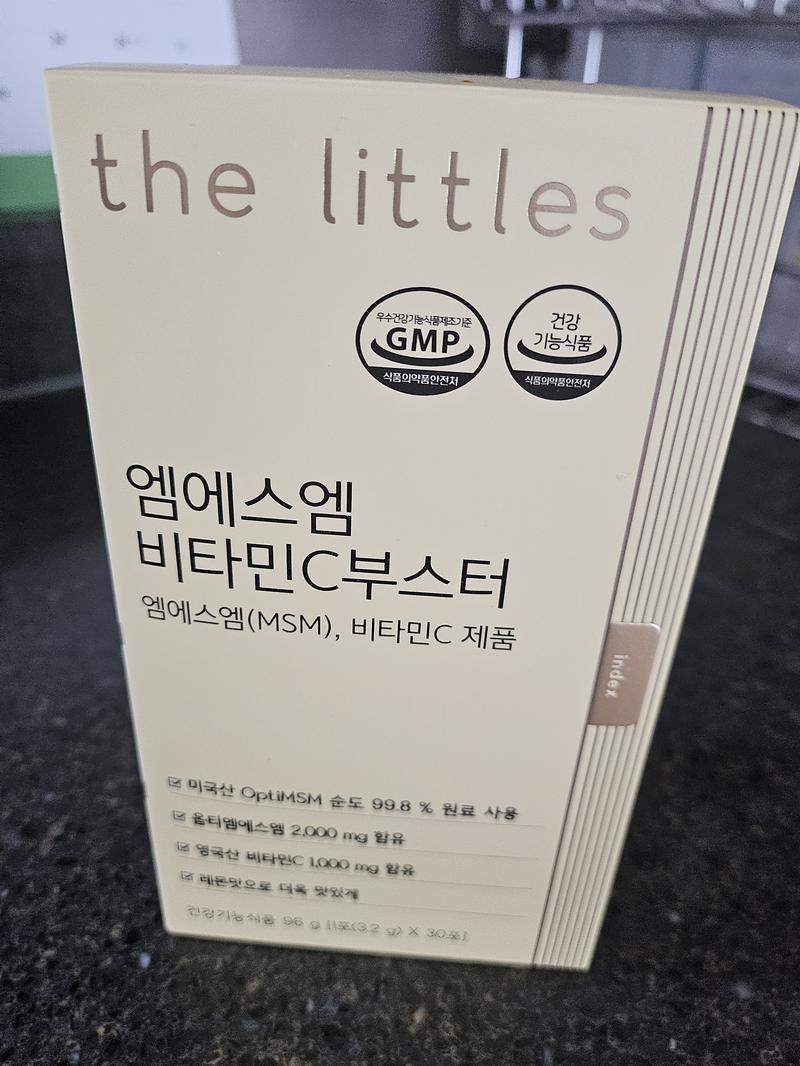 the littles
우수건강기능식품제조기준
GMP
식품의약품안전처
건강
기능식품
식품의약품안전처
엠에스엠
비타민C부스터
엠에스엠(MSM), 비타민C 제품
index
미국산 OptiMSM 순도 99.8 % 원료 사용
옵티엠에스엠 2,000 mg 함유
영국산 비타민C 1,000 mg 함유
레몬맛으로 더욱 맛있게
건강기능식품 96 g [1포(3.2 g) X 30포]